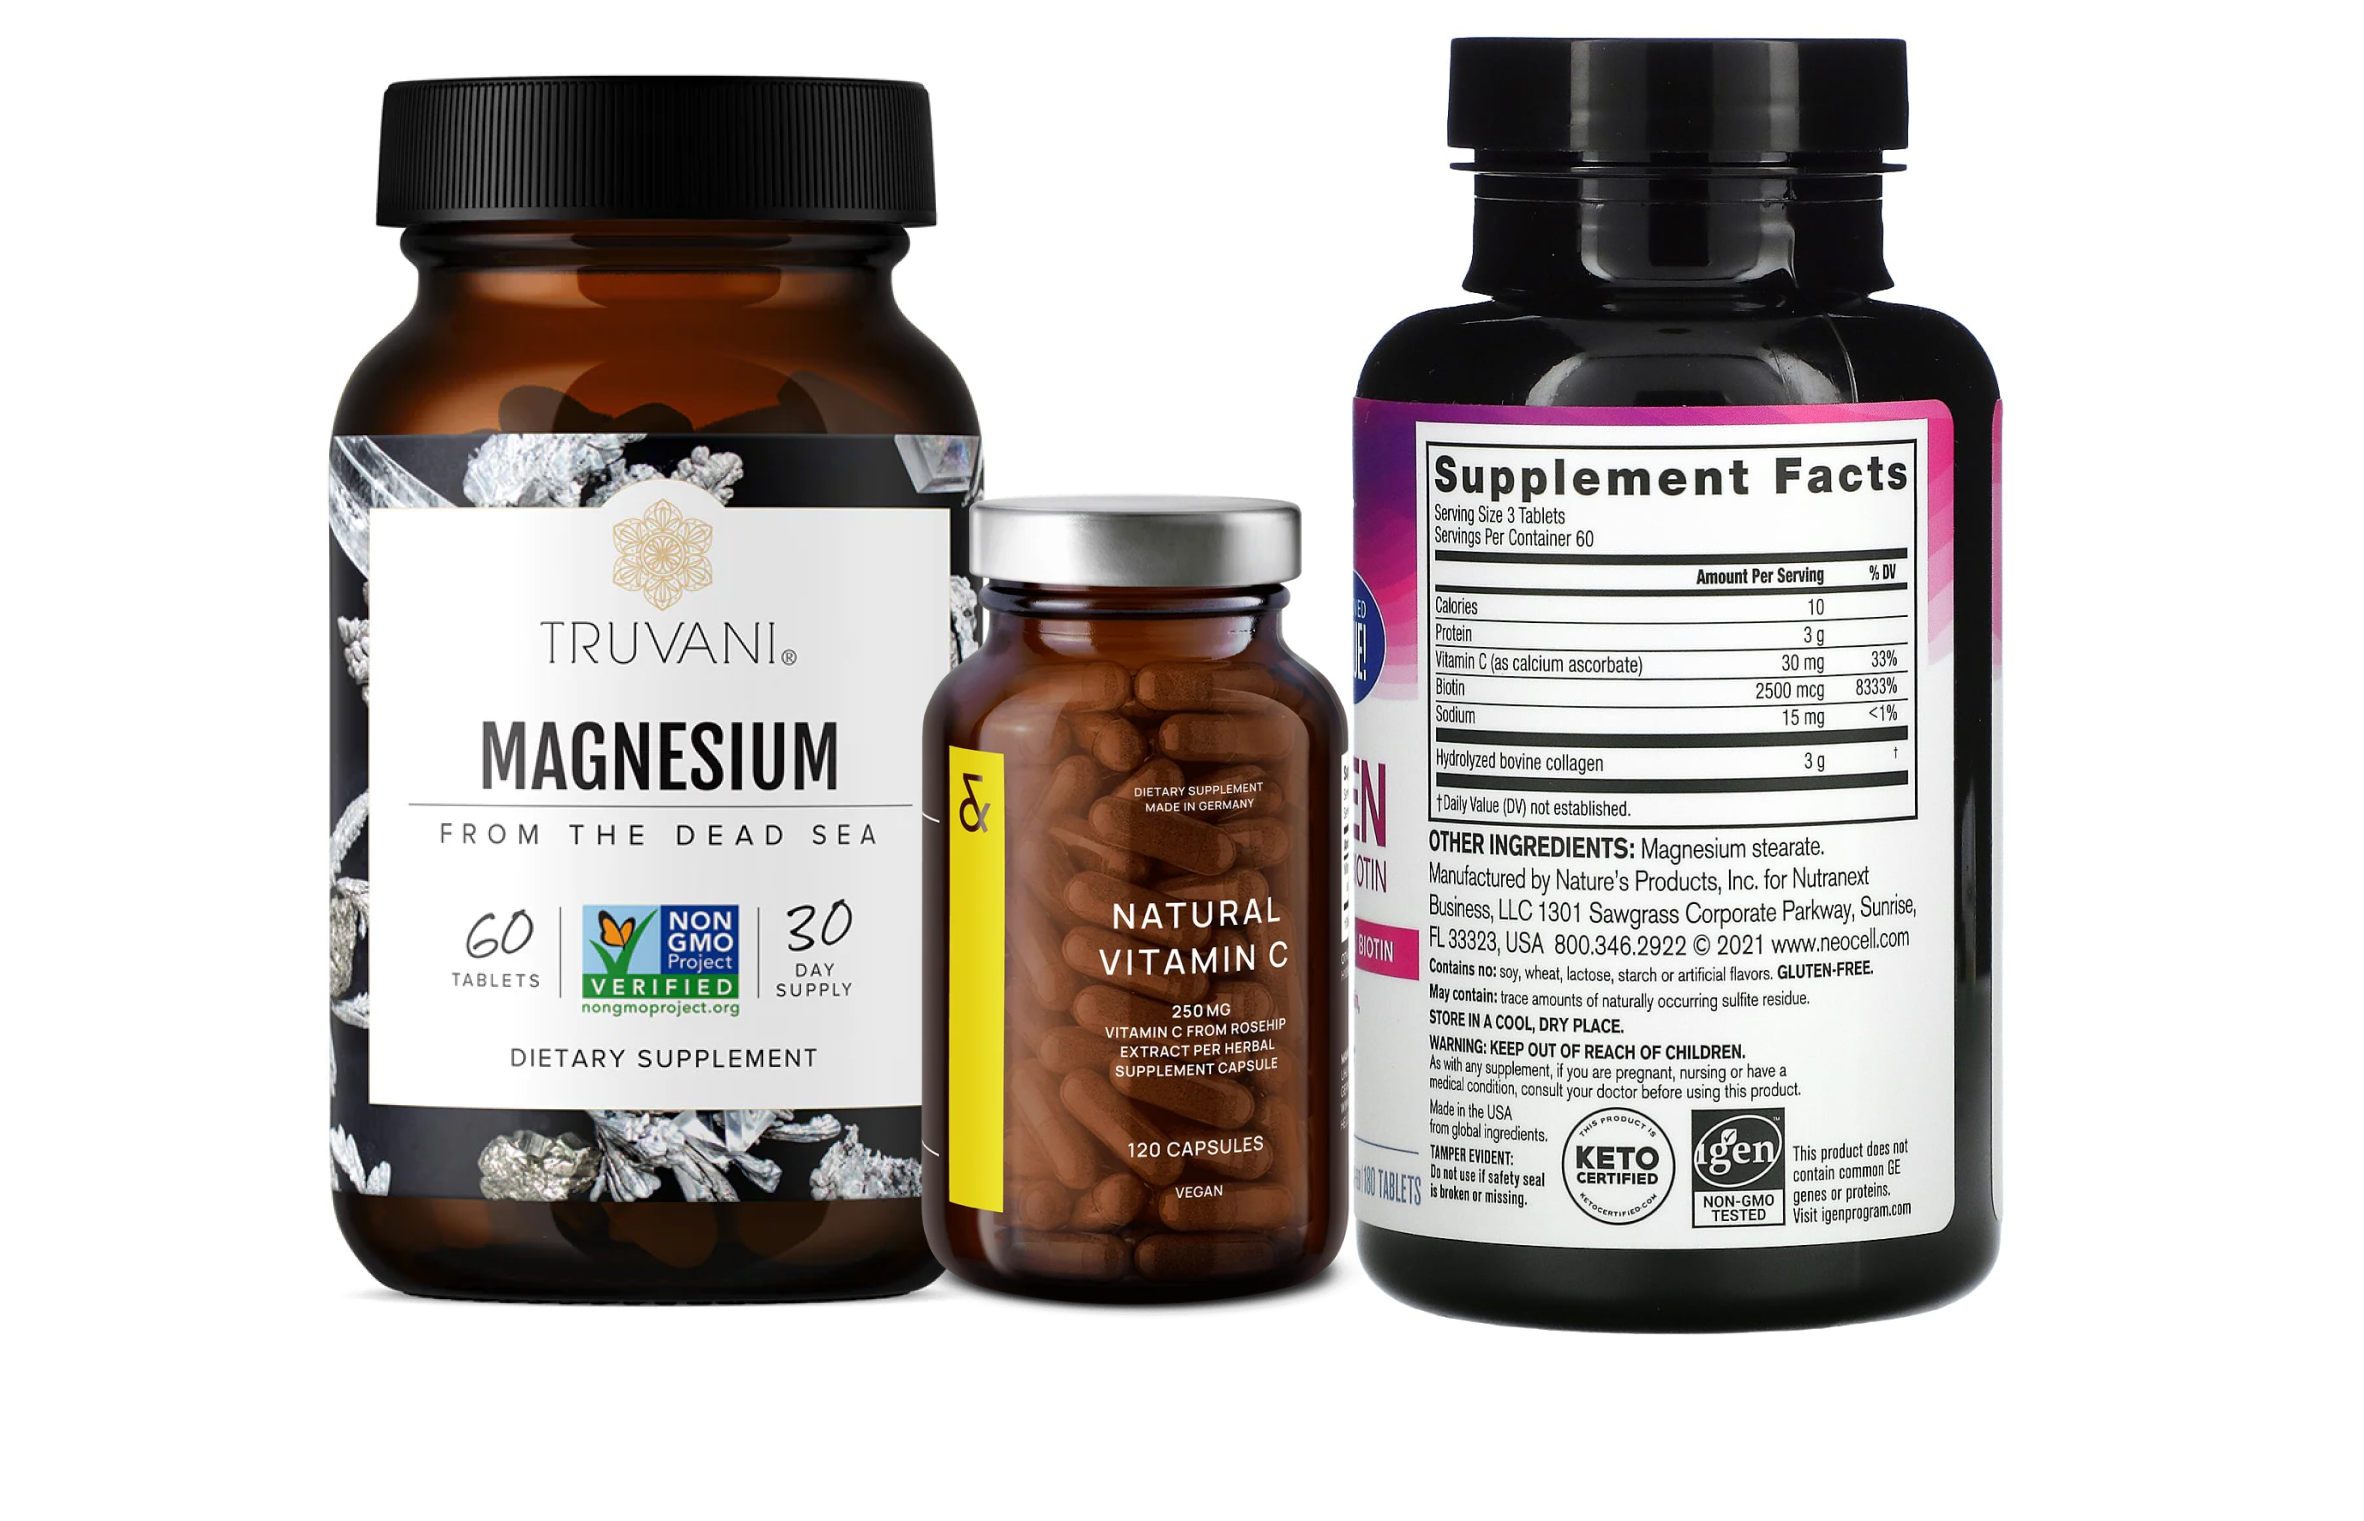 TRUVANI®
MAGNESIUM
FROM THE DEAD SEA
60
TABLETS
NON
GMO
Project
VERIFIED
nongmoproject.org
30
DAY
SUPPLY
DIETARY SUPPLEMENT
DIETARY SUPPLEMENT
MADE IN GERMANY
NATURAL
VITAMIN C
250 MG
VITAMIN C FROM ROSEHIP
EXTRACT PER HERBAL
SUPPLEMENT CAPSULE
120 CAPSULES
VEGAN
BIOTIN
180 TABLETS
Supplement Facts
Serving Size 3 Tablets
Servings Per Container 60
Amount Per Serving % DV
Calories 10
Protein 3 g
Vitamin C (as calcium ascorbate) 30 mg 33%
Biotin 2500 mcg 8333%
Sodium 15 mg <1%
Hydrolyzed bovine collagen 3 g †
†Daily Value (DV) not established.
OTHER INGREDIENTS: Magnesium stearate.
Manufactured by Nature's Products, Inc. for Nutranext
Business, LLC 1301 Sawgrass Corporate Parkway, Sunrise,
FL 33323, USA 800.346.2922 © 2021 www.neocell.com
Contains no: soy, wheat, lactose, starch or artificial flavors. GLUTEN-FREE.
May contain: trace amounts of naturally occurring sulfite residue.
STORE IN A COOL, DRY PLACE.
WARNING: KEEP OUT OF REACH OF CHILDREN.
As with any supplement, if you are pregnant, nursing or have a
medical condition, consult your doctor before using this product.
Made in the USA
from global ingredients.
TAMPER EVIDENT:
Do not use if safety seal
is broken or missing.
THIS PRODUCT IS
KETO
CERTIFIED
KETOCERTIFIED.COM
igen™
NON-GMO
TESTED
This product does not
contain common GE
genes or proteins.
Visit igenprogram.com